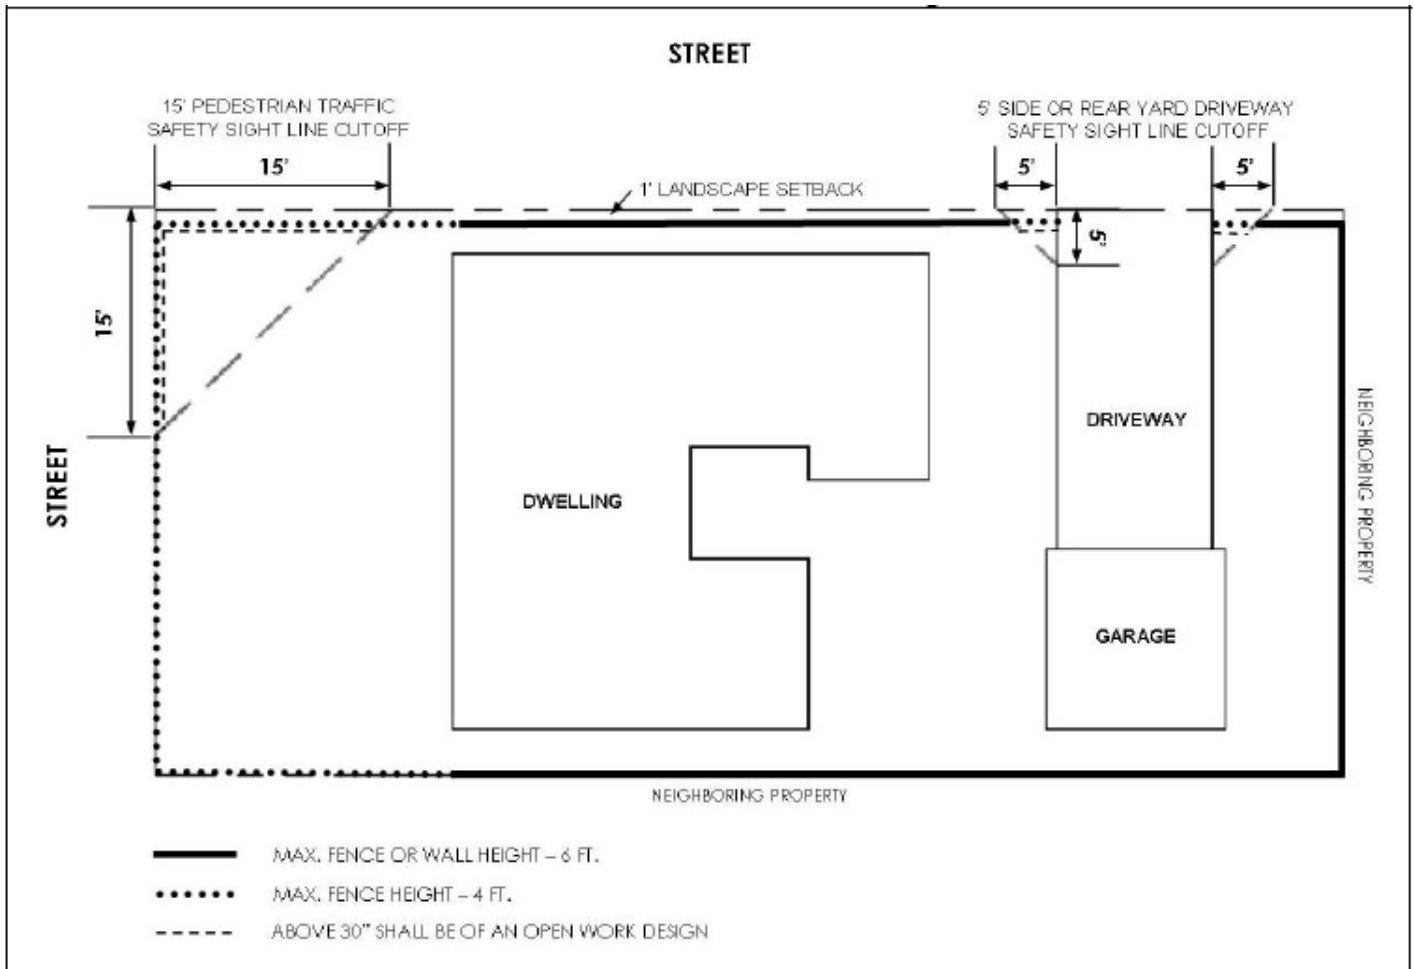 STREET
15' PEDESTRIAN TRAFFIC
SAFETY SIGHT LINE CUTOFF
5' SIDE OR REAR YARD DRIVEWAY
SAFETY SIGHT LINE CUTOFF
15'
5'
5'
1' LANDSCAPE SETBACK
5'
15'
STREET
DWELLING
DRIVEWAY
GARAGE
NEIGHBORING PROPERTY
NEIGHBORING PROPERTY
MAX. FENCE OR WALL HEIGHT – 6 FT.
MAX. FENCE HEIGHT – 4 FT.
ABOVE 30" SHALL BE OF AN OPEN WORK DESIGN